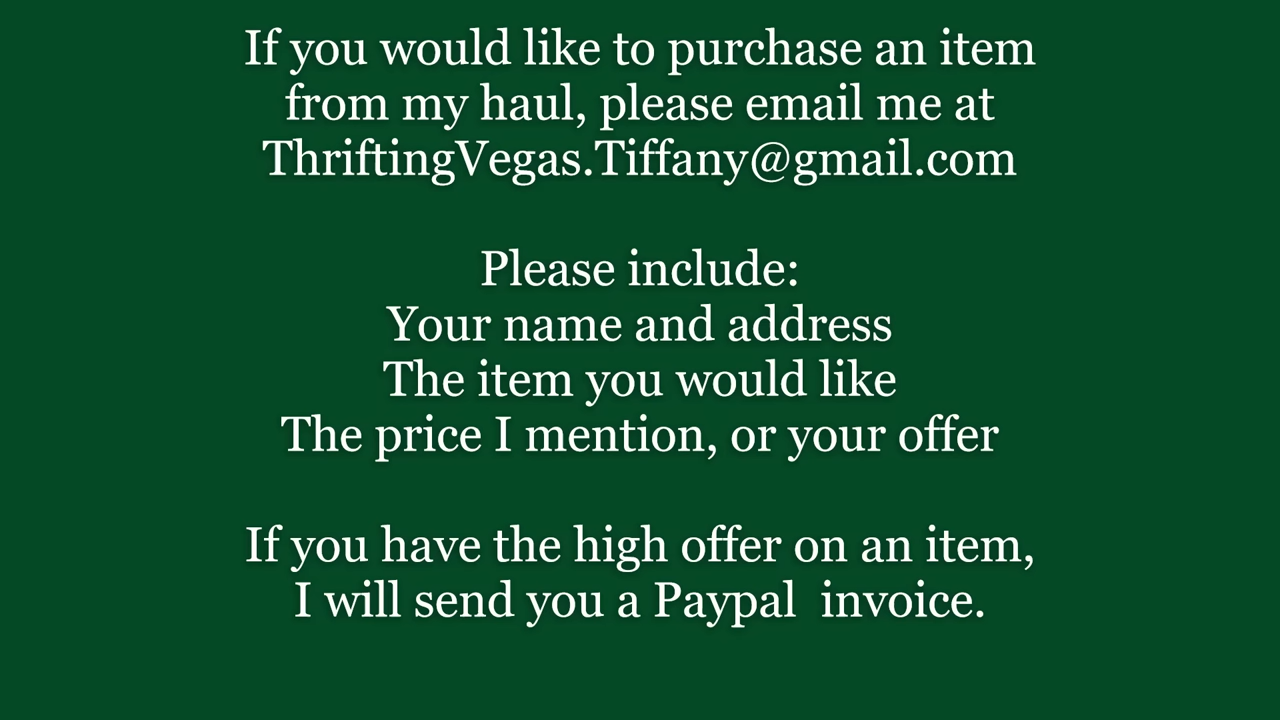 If you would like to purchase an item
from my haul, please email me at
ThriftingVegas.Tiffany@gmail.com
Please include:
Your name and address
The item you would like
The price I mention, or your offer
If you have the high offer on an item,
I will send you a Paypal  invoice.